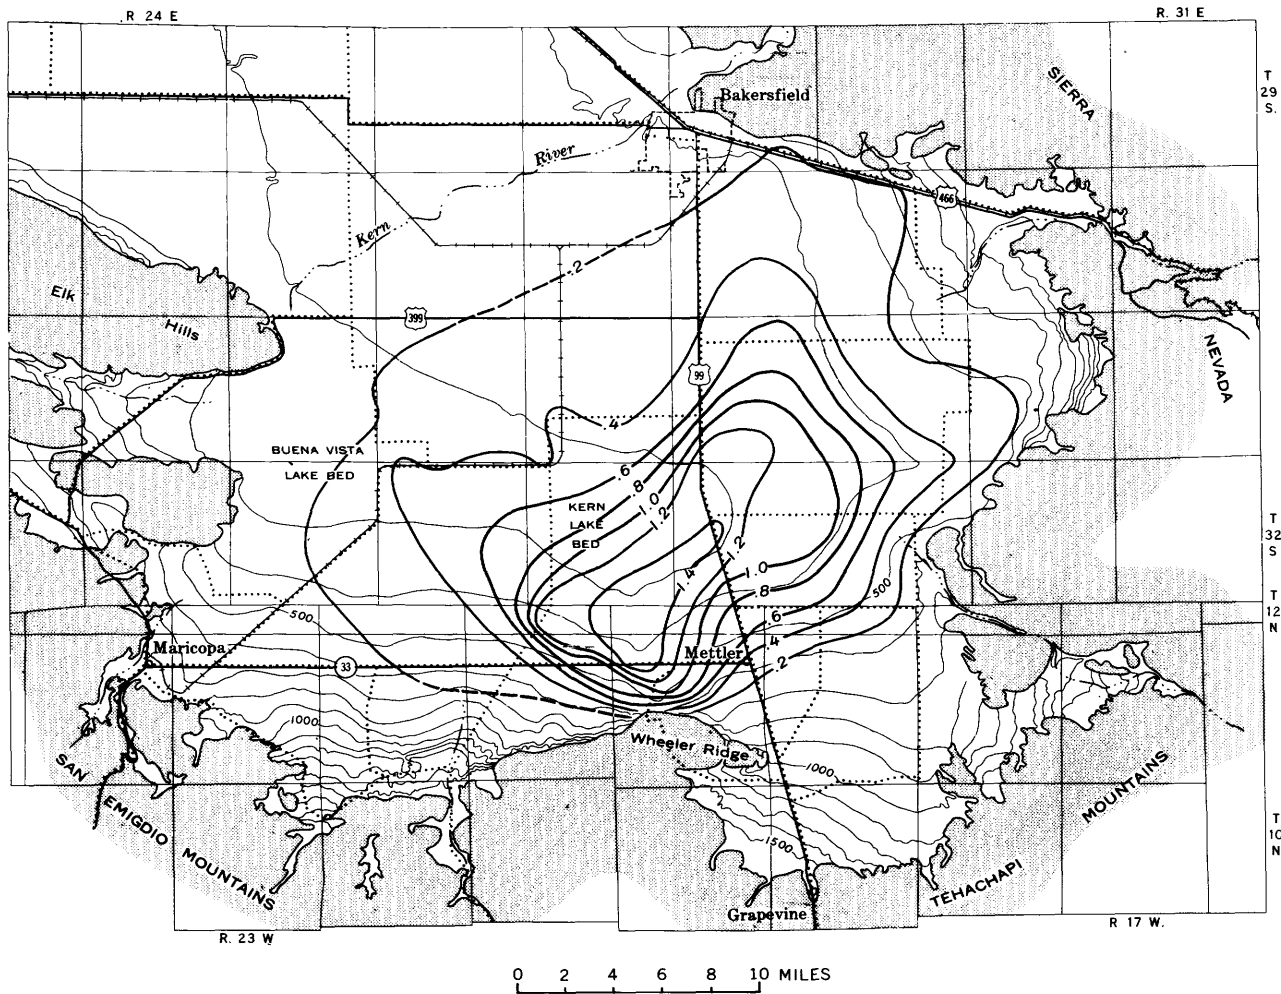 R. 24 E
R. 31 E
T
29
S.
SIERRA
Bakersfield
River
Kern
466
.2
Elk
Hills
399
NEVADA
99
.4
BUENA VISTA
LAKE BED
.6
.8
1.0
1.2
KERN
LAKE
BED
T
32
S
1.2
1.4
1.0
.8
500
T
12
N
500
.6
.4
.2
Maricopa
33
Mettler
1000
Wheeler Ridge
1000
SAN
EMIGDIO MOUNTAINS
MOUNTAINS
TEHACHAPI
1500
T
10
N
Grapevine
R. 23 W
R 17 W.
0 2 4 6 8 10 MILES